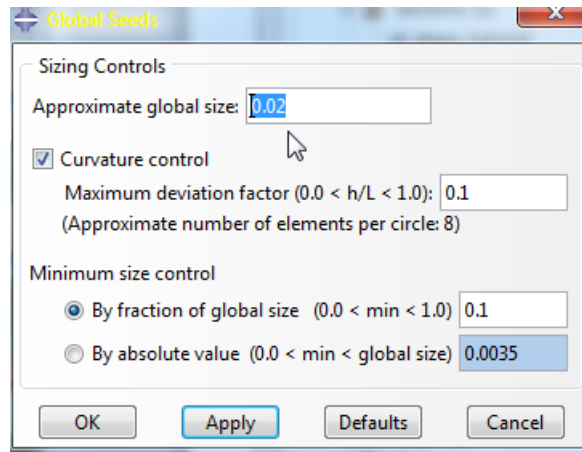 Global Seeds
Sizing Controls
Approximate global size: 0.02
Curvature control
Maximum deviation factor (0.0 < h/L < 1.0): 0.1
(Approximate number of elements per circle: 8)
Minimum size control
By fraction of global size (0.0 < min < 1.0) 0.1
By absolute value (0.0 < min < global size) 0.0035
OK Apply Defaults Cancel